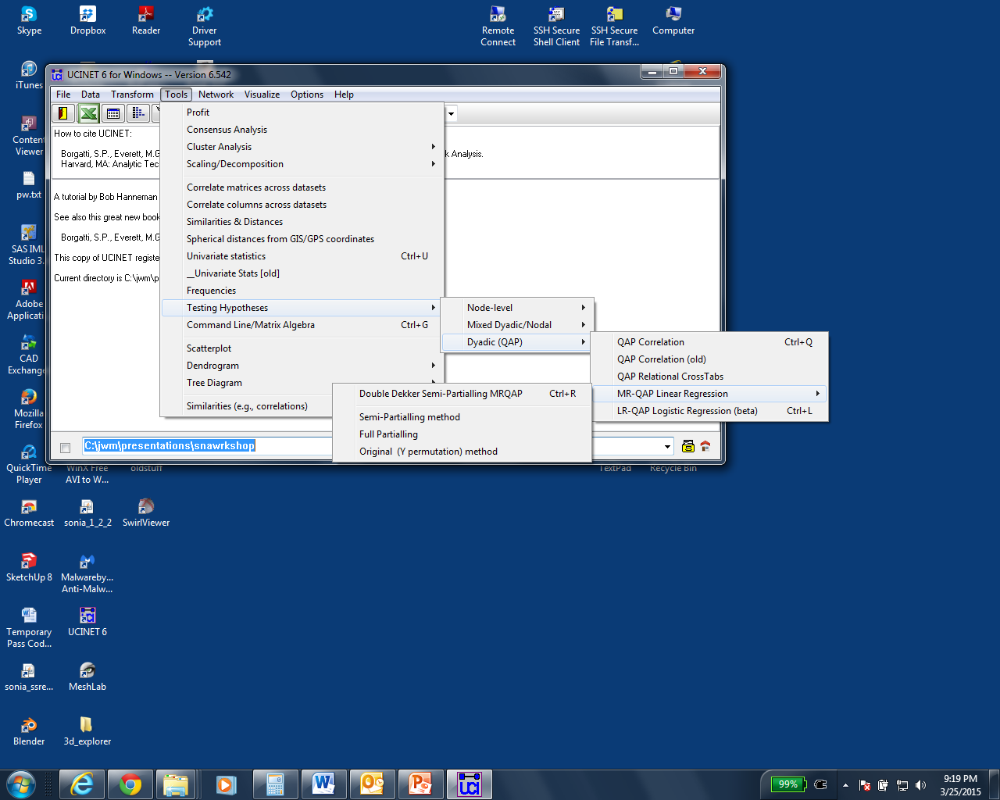 Skype
Dropbox
Reader
Driver
Support
Remote
Connect
SSH Secure
Shell Client
SSH Secure
File Transf...
Computer
iTunes
Content
Viewer
pw.txt
SAS IML
Studio 3.
Adobe
Applicati
CAD
Exchange
Mozilla
Firefox
QuickTime
Player
WinX Free
AVI to W...
oldstuff
TextPad
Recycle Bin
Chromecast
sonia_1_2_2
SwirlViewer
SketchUp 8
Malwareby...
Anti-Malw...
Temporary
Pass Cod...
UCINET 6
sonia_ssre...
MeshLab
Blender
3d_explorer
UCINET 6 for Windows -- Version 6.542
File Data Transform Tools Network Visualize Options Help
How to cite UCINET:
Borgatti, S.P., Everett, M.G
k Analysis.
Harvard, MA: Analytic Tec
A tutorial by Bob Hanneman
See also this great new book
Borgatti, S.P., Everett, M.G
This copy of UCINET registe
Current directory is C:\jwm\p
C:\jwm\presentations\snawrkshop
Profit
Consensus Analysis
Cluster Analysis
Scaling/Decomposition
Correlate matrices across datasets
Correlate columns across datasets
Similarities & Distances
Spherical distances from GIS/GPS coordinates
Univariate statistics Ctrl+U
__Univariate Stats [old]
Frequencies
Testing Hypotheses
Command Line/Matrix Algebra Ctrl+G
Scatterplot
Dendrogram
Tree Diagram
Similarities (e.g., correlations)
Node-level
Mixed Dyadic/Nodal
Dyadic (QAP)
QAP Correlation Ctrl+Q
QAP Correlation (old)
QAP Relational CrossTabs
MR-QAP Linear Regression
LR-QAP Logistic Regression (beta) Ctrl+L
Double Dekker Semi-Partialling MRQAP Ctrl+R
Semi-Partialling method
Full Partialling
Original (Y permutation) method
99%
9:19 PM
3/25/2015